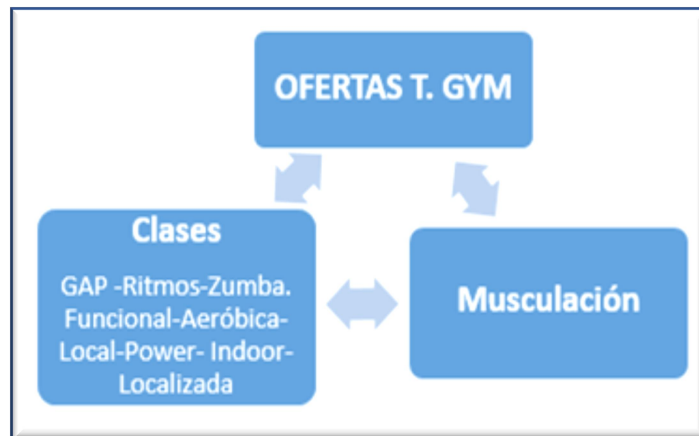 OFERTAS T. GYM
Clases
GAP -Ritmos-Zumba.
Funcional-Aeróbica-
Local-Power- Indoor-
Localizada
Musculación